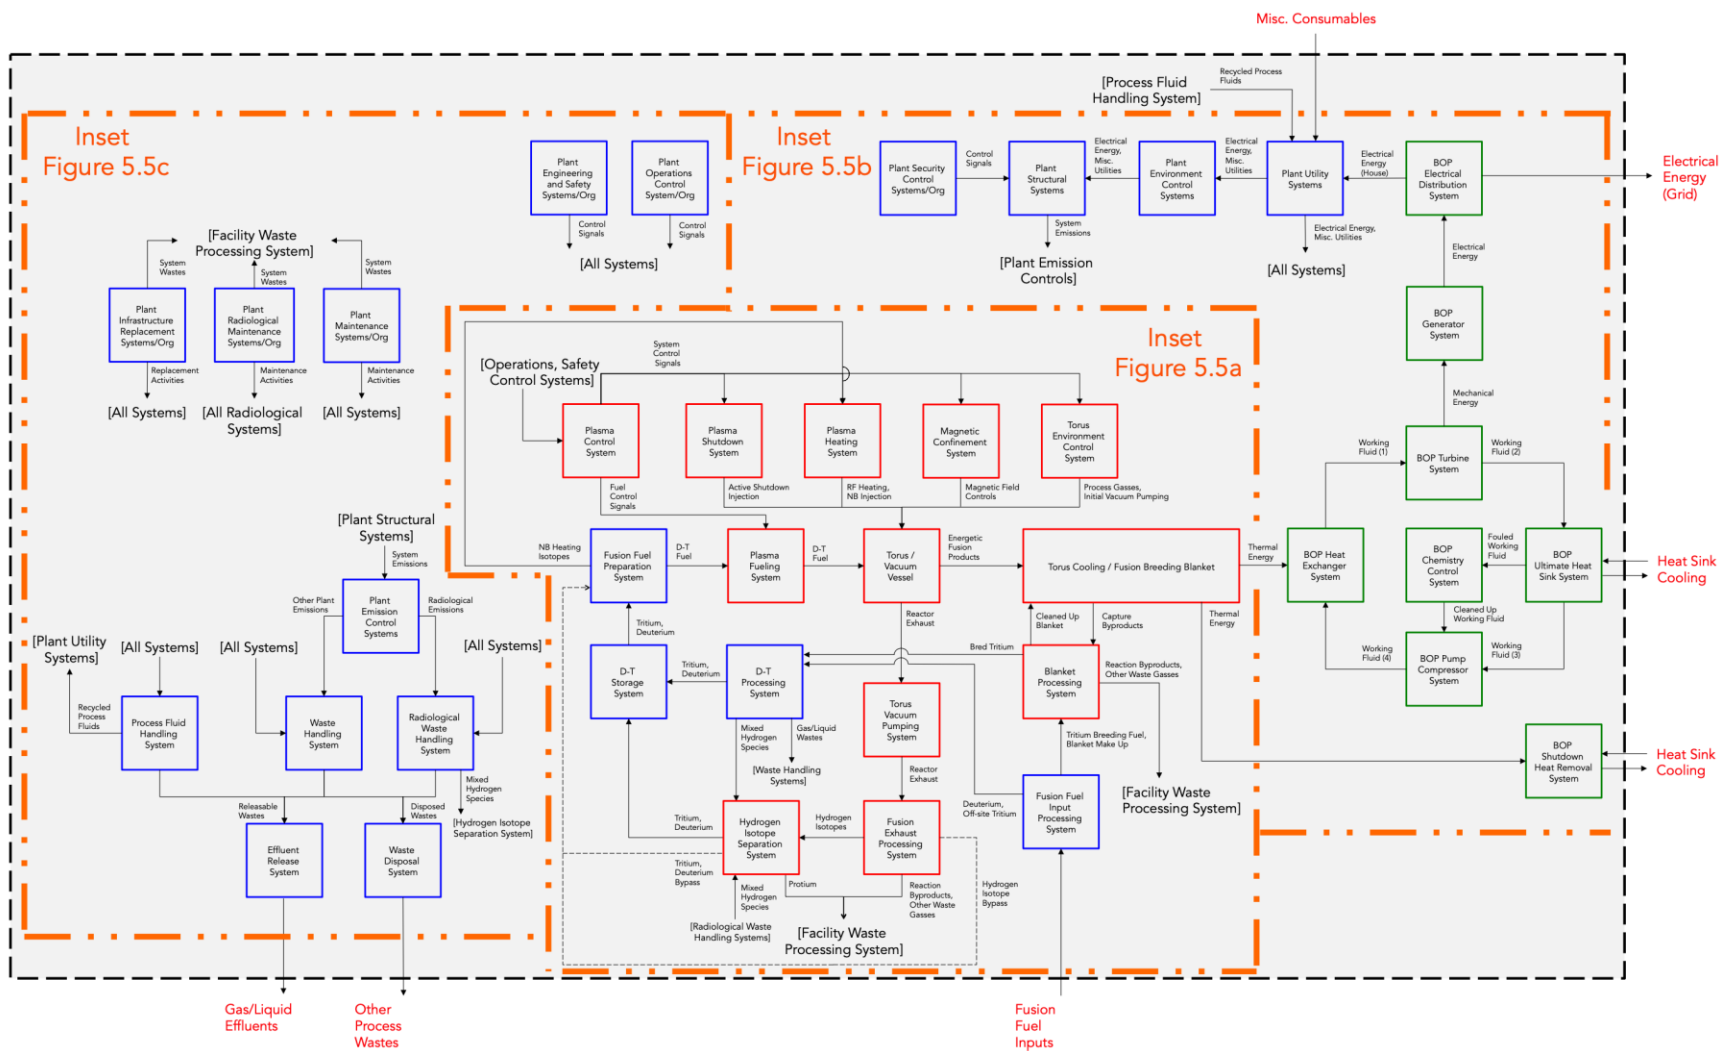 Misc. Consumables
[Process Fluid
Handling System]
Recycled Process
Fluids
Inset
Figure 5.5c
Plant
Engineering
and Safety
Systems/Org
Plant
Operations
Control
System/Org
Control
Signals
Control
Signals
[All Systems]
Inset
Figure 5.5b
Plant Security
Control
Systems/Org
Control
Signals
Plant
Structural
Systems
Electrical
Energy,
Misc.
Utilities
Plant
Environment
Control
Systems
Electrical
Energy,
Misc.
Utilities
Plant Utility
Systems
Electrical
Energy
(House)
BOP
Electrical
Distribution
System
Electrical
Energy
(Grid)
System
Emissions
[Plant Emission
Controls]
Electrical Energy,
Misc. Utilities
[All Systems]
Electrical
Energy
BOP
Generator
System
Mechanical
Energy
[Facility Waste
Processing System]
System
Wastes
System
Wastes
System
Wastes
Plant
Infrastructure
Replacement
Systems/Org
Plant
Radiological
Maintenance
Systems/Org
Plant
Maintenance
Systems/Org
Replacement
Activities
Maintenance
Activities
Maintenance
Activities
[All Systems]
[All Radiological
Systems]
[All Systems]
Inset
Figure 5.5a
[Operations, Safety
Control Systems]
System
Control
Signals
Plasma
Control
System
Plasma
Shutdown
System
Plasma
Heating
System
Magnetic
Confinement
System
Torus
Environment
Control
System
Fuel
Control
Signals
Active Shutdown
Injection
RF Heating,
NB Injection
Magnetic Field
Controls
Process Gasses,
Initial Vacuum Pumping
NB Heating
Isotopes
Fusion Fuel
Preparation
System
D-T
Fuel
Plasma
Fueling
System
D-T
Fuel
Torus /
Vacuum
Vessel
Energetic
Fusion
Products
Torus Cooling / Fusion Breeding Blanket
Thermal
Energy
BOP Heat
Exchanger
System
Working
Fluid (1)
BOP Turbine
System
Working
Fluid (2)
BOP
Chemistry
Control
System
Fouled
Working
Fluid
BOP
Ultimate Heat
Sink System
Heat Sink
Cooling
Cleaned Up
Working Fluid
Working
Fluid (4)
BOP Pump
Compressor
System
Working
Fluid (3)
Thermal
Energy
BOP
Shutdown
Heat Removal
System
Heat Sink
Cooling
Tritium,
Deuterium
Reactor
Exhaust
Cleaned Up
Blanket
Capture
Byproducts
Bred Tritium
D-T
Storage
System
Tritium,
Deuterium
D-T
Processing
System
Torus
Vacuum
Pumping
System
Blanket
Processing
System
Reaction Byproducts,
Other Waste Gasses
Mixed
Hydrogen
Species
Gas/Liquid
Wastes
[Waste Handling
Systems]
Reactor
Exhaust
Tritium Breeding Fuel,
Blanket Make Up
Deuterium,
Off-site Tritium
Fusion Fuel
Input
Processing
System
[Facility Waste
Processing System]
Tritium,
Deuterium
Hydrogen
Isotope
Separation
System
Hydrogen
Isotopes
Fusion
Exhaust
Processing
System
Tritium,
Deuterium
Bypass
Mixed
Hydrogen
Species
Protium
Reaction
Byproducts,
Other Waste
Gasses
Hydrogen
Isotope
Bypass
[Radiological Waste
Handling Systems]
[Facility Waste
Processing System]
[Plant Structural
Systems]
System
Emissions
Other Plant
Emissions
Plant
Emission
Control
Systems
Radiological
Emissions
[Plant Utility
Systems]
[All Systems]
[All Systems]
[All Systems]
Recycled
Process
Fluids
Process Fluid
Handling
System
Waste
Handling
System
Radiological
Waste
Handling
System
Mixed
Hydrogen
Species
[Hydrogen Isotope
Separation System]
Releasable
Wastes
Disposed
Wastes
Effluent
Release
System
Waste
Disposal
System
Gas/Liquid
Effluents
Other
Process
Wastes
Fusion
Fuel
Inputs